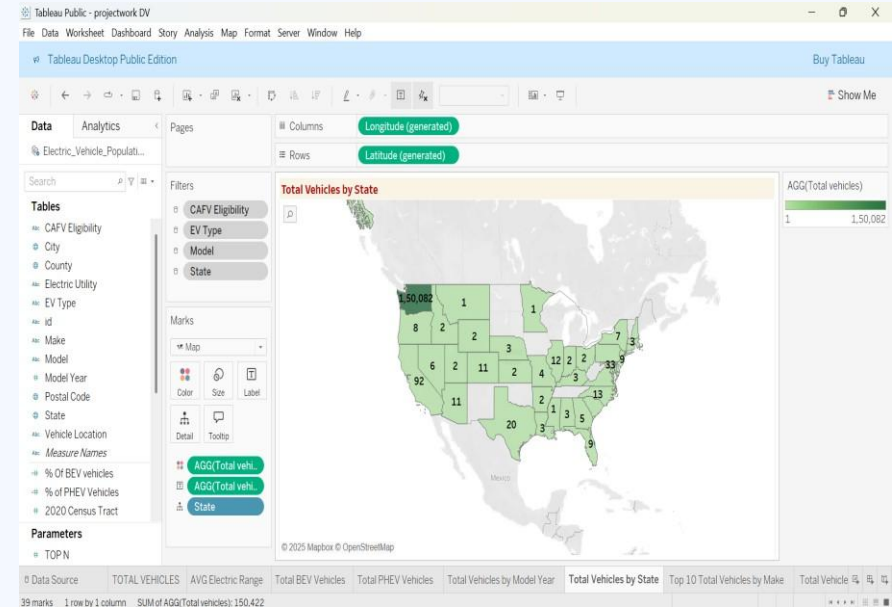 Tableau Public - projectwork DV
File Data Worksheet Dashboard Story Analysis Map Format Server Window Help
Tableau Desktop Public Edition
Buy Tableau
Show Me
Data Analytics
Electric_Vehicle_Populati...
Search
Tables
CAFV Eligibility
City
County
Electric Utility
EV Type
id
Make
Model
Model Year
Postal Code
State
Vehicle Location
Measure Names
% Of BEV vehicles
% of PHEV Vehicles
2020 Census Tract
Parameters
TOP N
Pages
Filters
CAFV Eligibility
EV Type
Model
State
Marks
Map
Color Size Label
Detail Tooltip
AGG(Total vehi..
AGG(Total vehi..
State
Columns Longitude (generated)
Rows Latitude (generated)
Total Vehicles by State
1,50,082 1 1
8 2 2 7 3
3 9
6 2 11 2 4 12 2 2 33
92 3
11 2 13
20 3 1 3 5
9
Mexico
© 2025 Mapbox © OpenStreetMap
AGG(Total vehicles)
1 1,50,082
Data Source TOTAL VEHICLES AVG Electric Range Total BEV Vehicles Total PHEV Vehicles Total Vehicles by Model Year Total Vehicles by State Top 10 Total Vehicles by Make Total Vehicle
39 marks 1 row by 1 column SUM of AGG(Total vehicles): 150,422